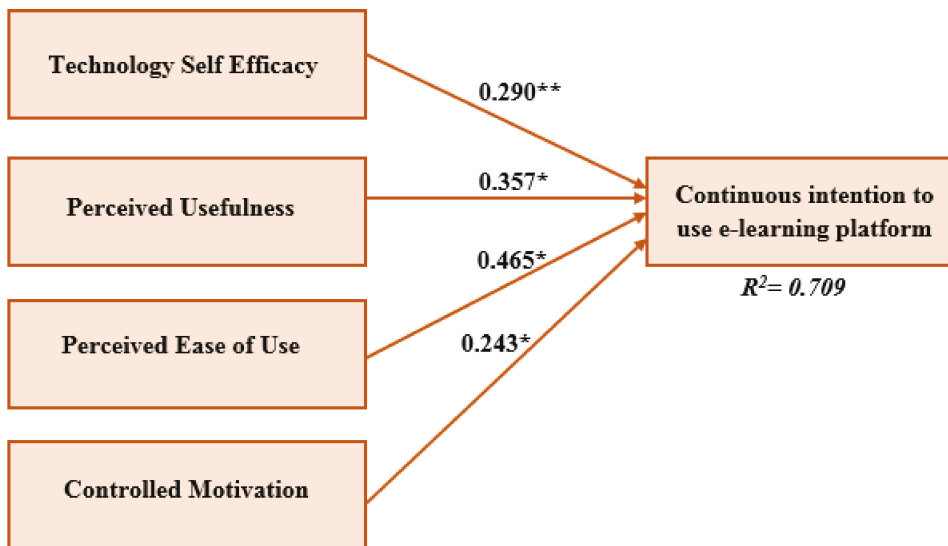 Technology Self Efficacy
0.290**
Perceived Usefulness
0.357*
Continuous intention to
use e-learning platform
R²= 0.709
0.465*
Perceived Ease of Use
0.243*
Controlled Motivation